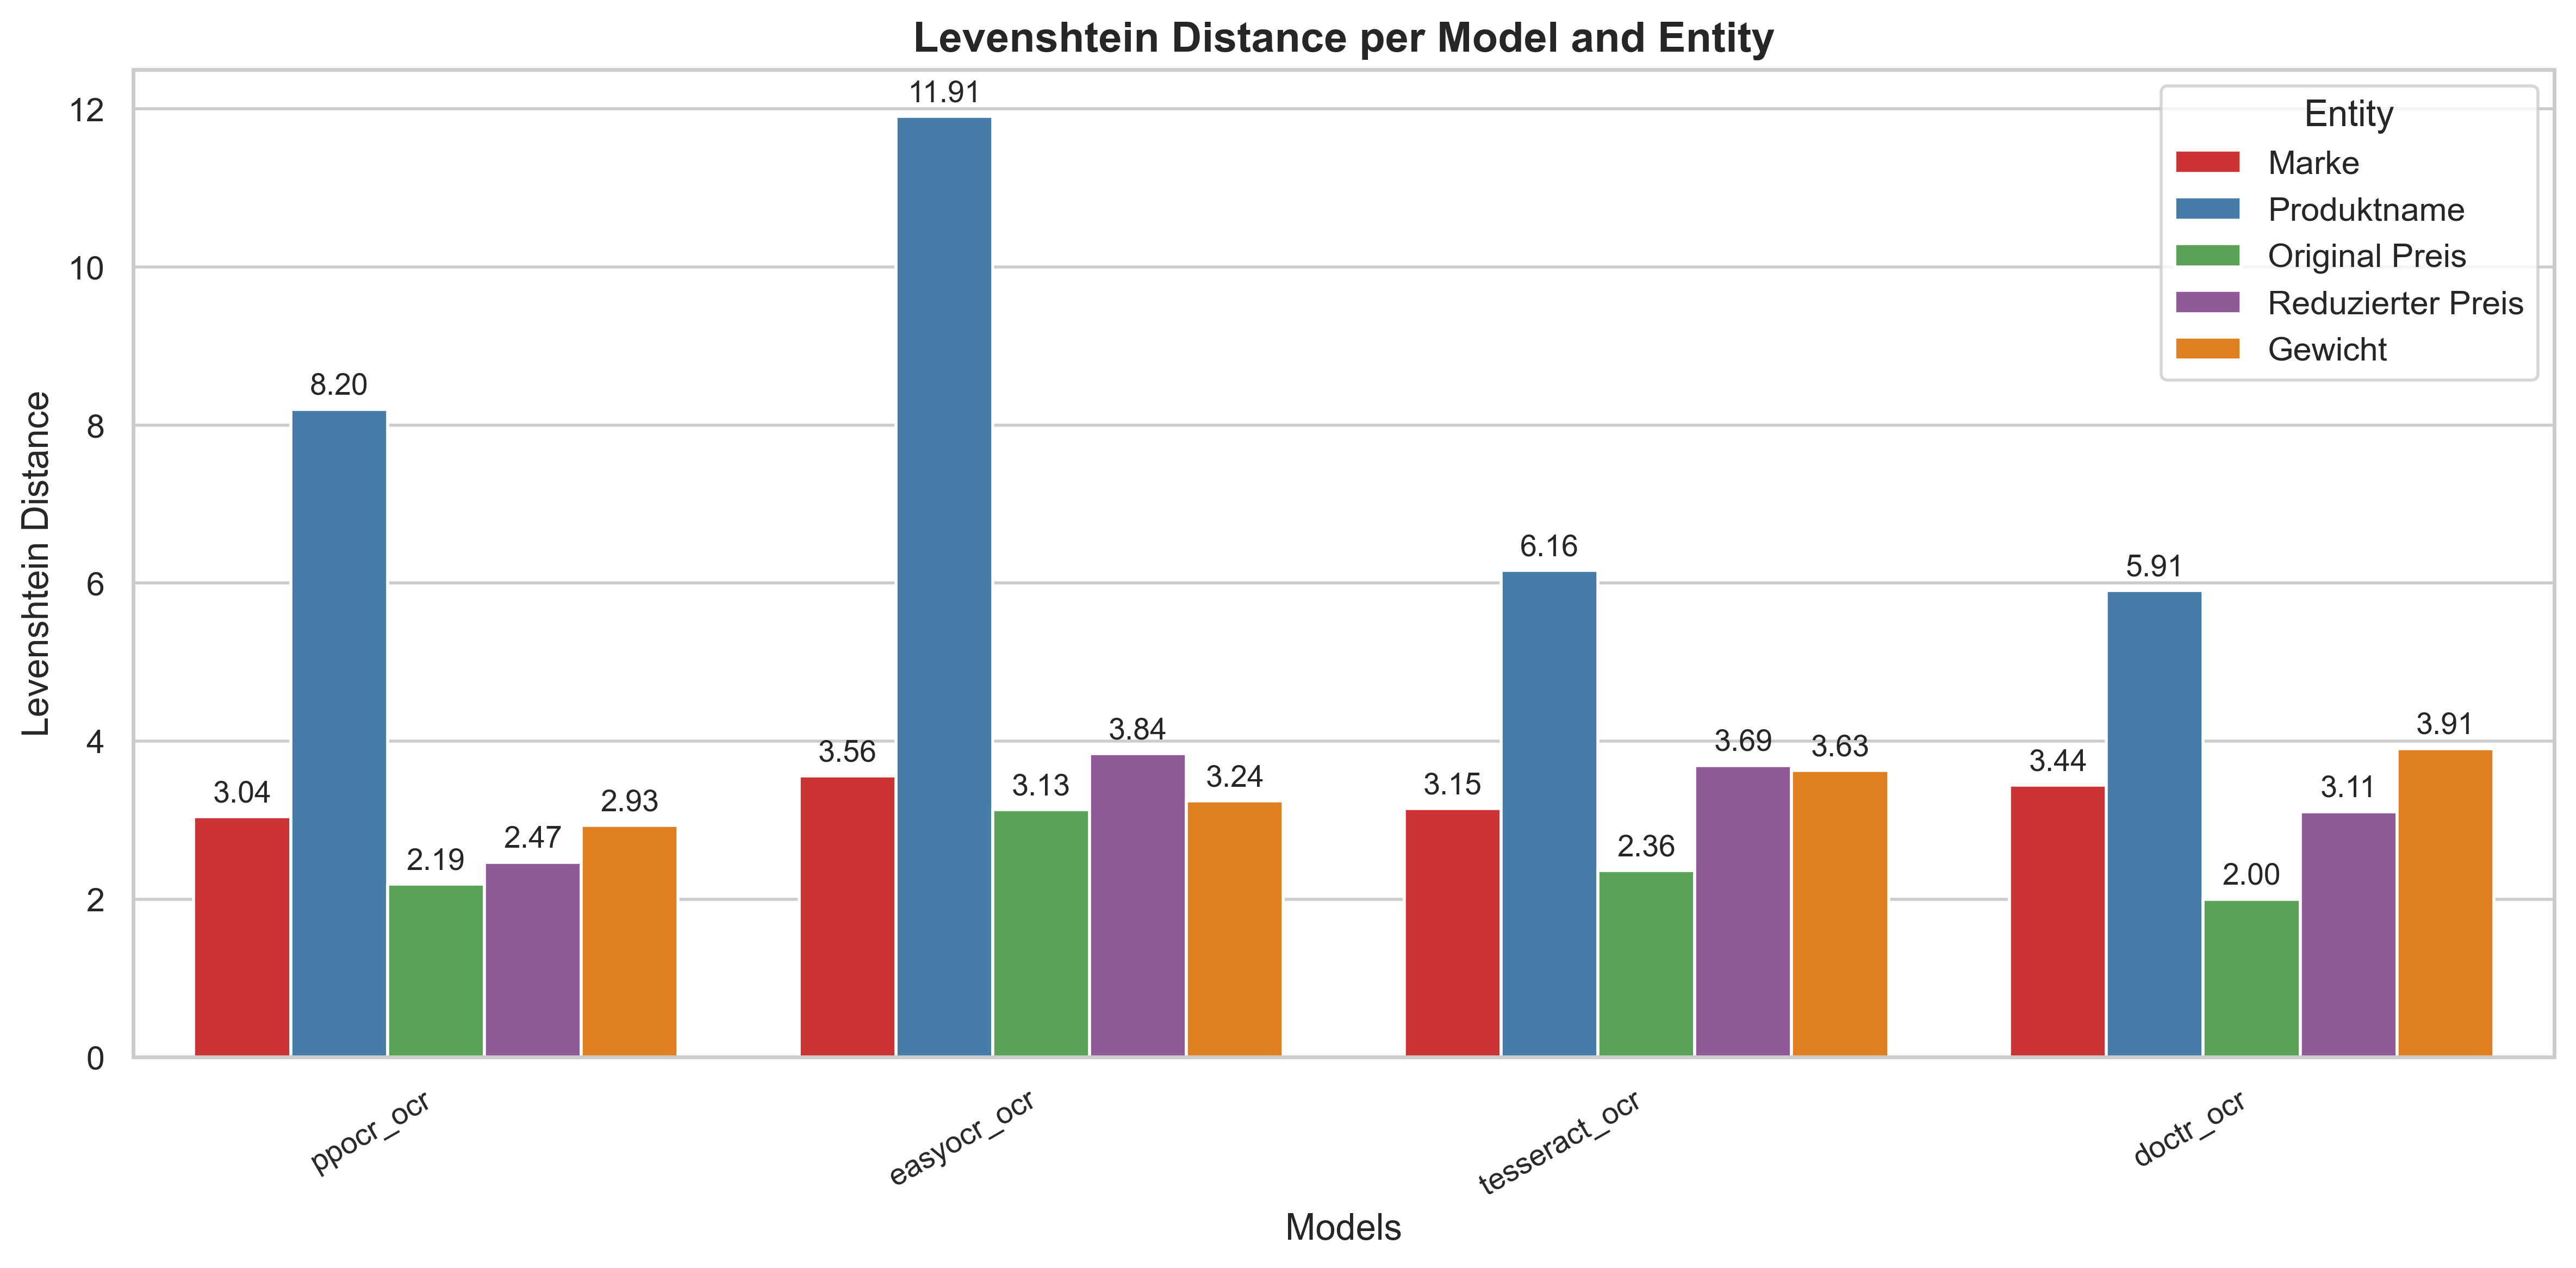 Levenshtein Distance per Model and Entity
Levenshtein Distance
12
10
8
6
4
2
0
3.04
8.20
2.19
2.47
2.93
3.56
11.91
3.13
3.84
3.24
3.15
6.16
2.36
3.69
3.63
3.44
5.91
2.00
3.11
3.91
Entity
Marke
Produktname
Original Preis
Reduzierter Preis
Gewicht
ppocr_ocr
easyocr_ocr
tesseract_ocr
doctr_ocr
Models